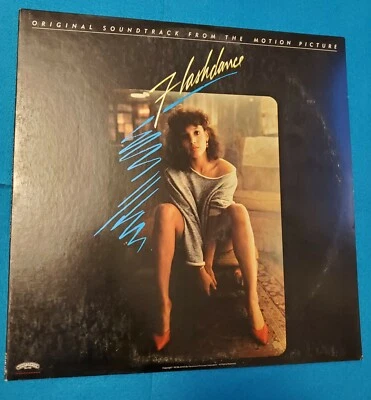 ORIGINAL SOUNDTRACK FROM THE MOTION PICTURE
Flashdance